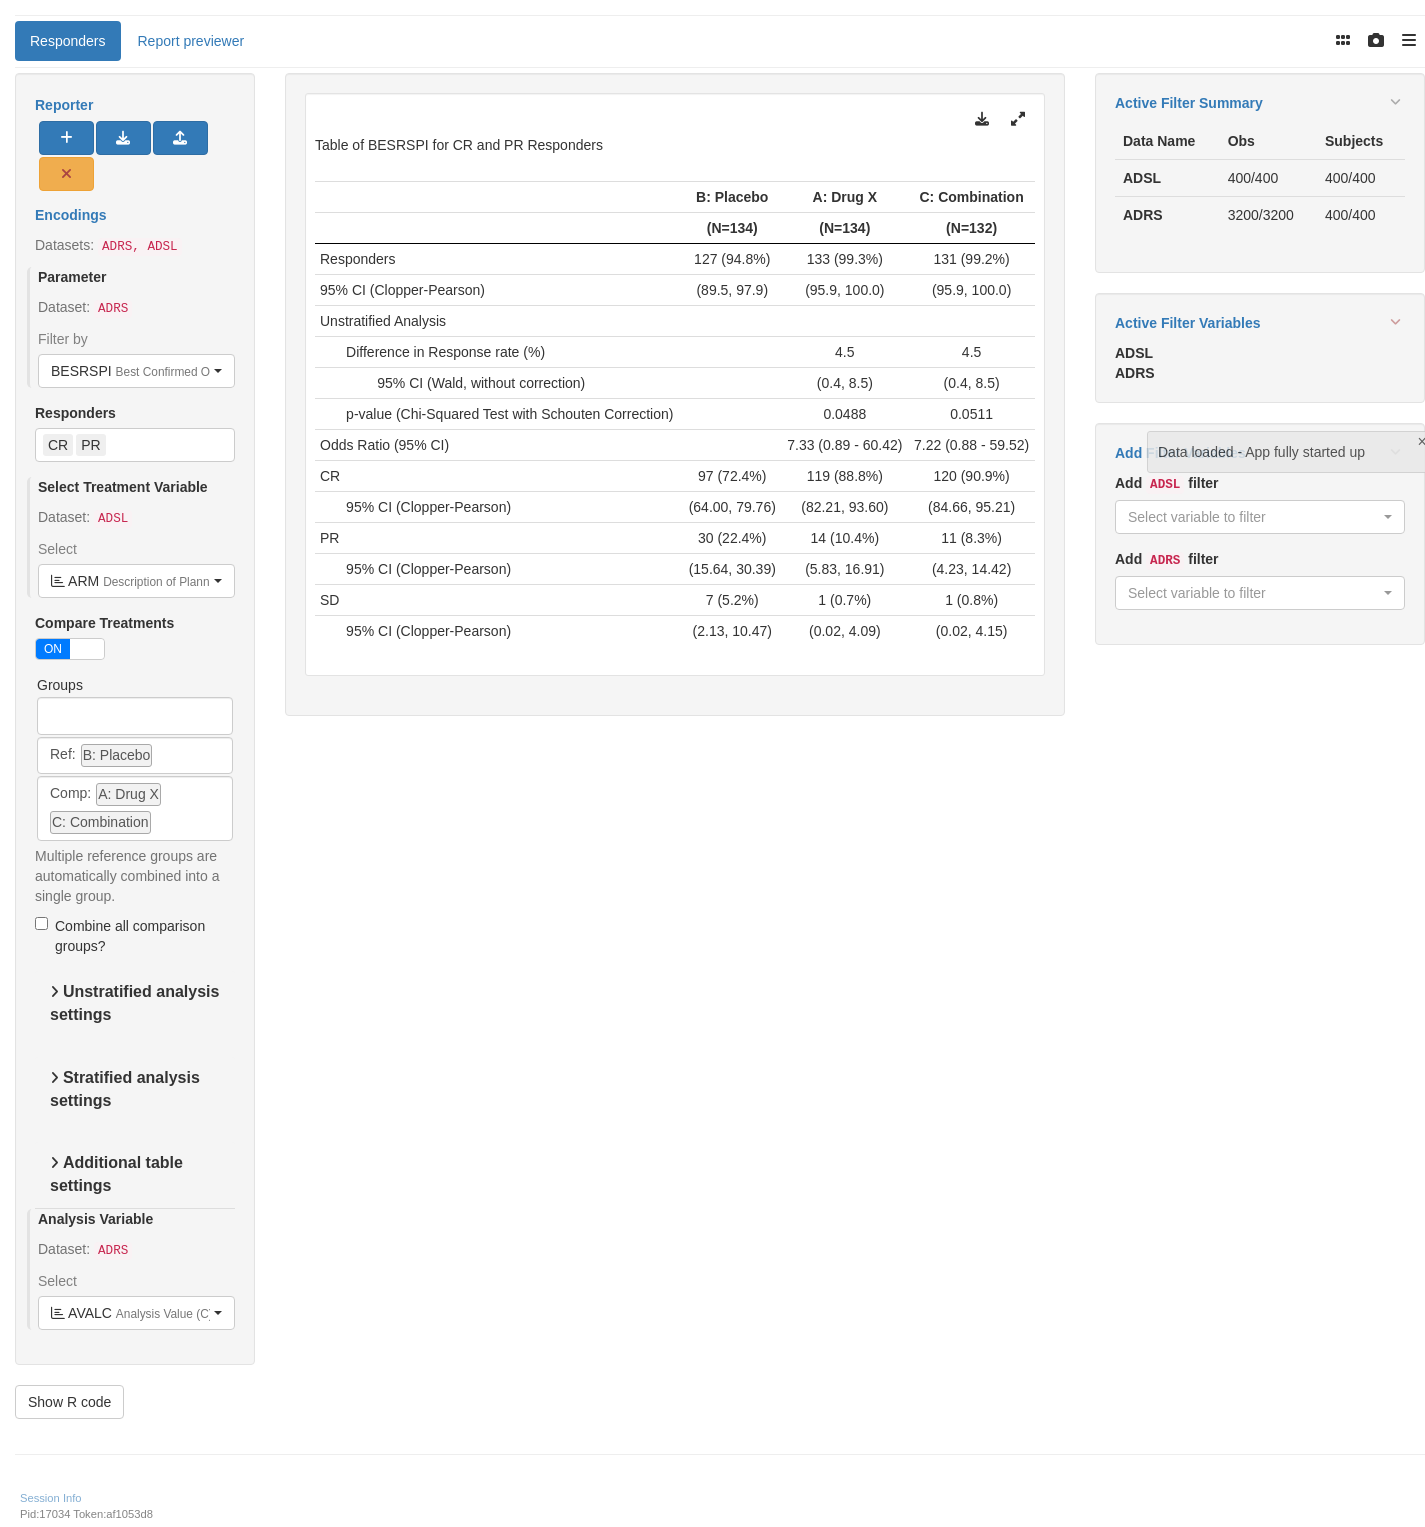 Responders
Report previewer
Reporter
Encodings
Datasets: ADRS, ADSL
Parameter
Dataset: ADRS
Filter by
BESRSPI Best Confirmed O
Responders
CR PR
Select Treatment Variable
Dataset: ADSL
Select
ARM Description of Plann
Compare Treatments
ON
Groups
Ref: B: Placebo
Comp: A: Drug X
C: Combination
Multiple reference groups are
automatically combined into a
single group.
Combine all comparison
groups?
Unstratified analysis
settings
Stratified analysis
settings
Additional table
settings
Analysis Variable
Dataset: ADRS
Select
AVALC Analysis Value (C)
Show R code
Table of BESRSPI for CR and PR Responders
B: Placebo A: Drug X C: Combination
(N=134) (N=134) (N=132)
Responders 127 (94.8%) 133 (99.3%) 131 (99.2%)
95% CI (Clopper-Pearson) (89.5, 97.9) (95.9, 100.0) (95.9, 100.0)
Unstratified Analysis
Difference in Response rate (%) 4.5 4.5
95% CI (Wald, without correction) (0.4, 8.5) (0.4, 8.5)
p-value (Chi-Squared Test with Schouten Correction) 0.0488 0.0511
Odds Ratio (95% CI) 7.33 (0.89 - 60.42) 7.22 (0.88 - 59.52)
CR 97 (72.4%) 119 (88.8%) 120 (90.9%)
95% CI (Clopper-Pearson) (64.00, 79.76) (82.21, 93.60) (84.66, 95.21)
PR 30 (22.4%) 14 (10.4%) 11 (8.3%)
95% CI (Clopper-Pearson) (15.64, 30.39) (5.83, 16.91) (4.23, 14.42)
SD 7 (5.2%) 1 (0.7%) 1 (0.8%)
95% CI (Clopper-Pearson) (2.13, 10.47) (0.02, 4.09) (0.02, 4.15)
Active Filter Summary
Data Name Obs Subjects
ADSL 400/400 400/400
ADRS 3200/3200 400/400
Active Filter Variables
ADSL
ADRS
Add
Data loaded - App fully started up
×
Add ADSL filter
Select variable to filter
Add ADRS filter
Select variable to filter
Session Info
Pid:17034 Token:af1053d8